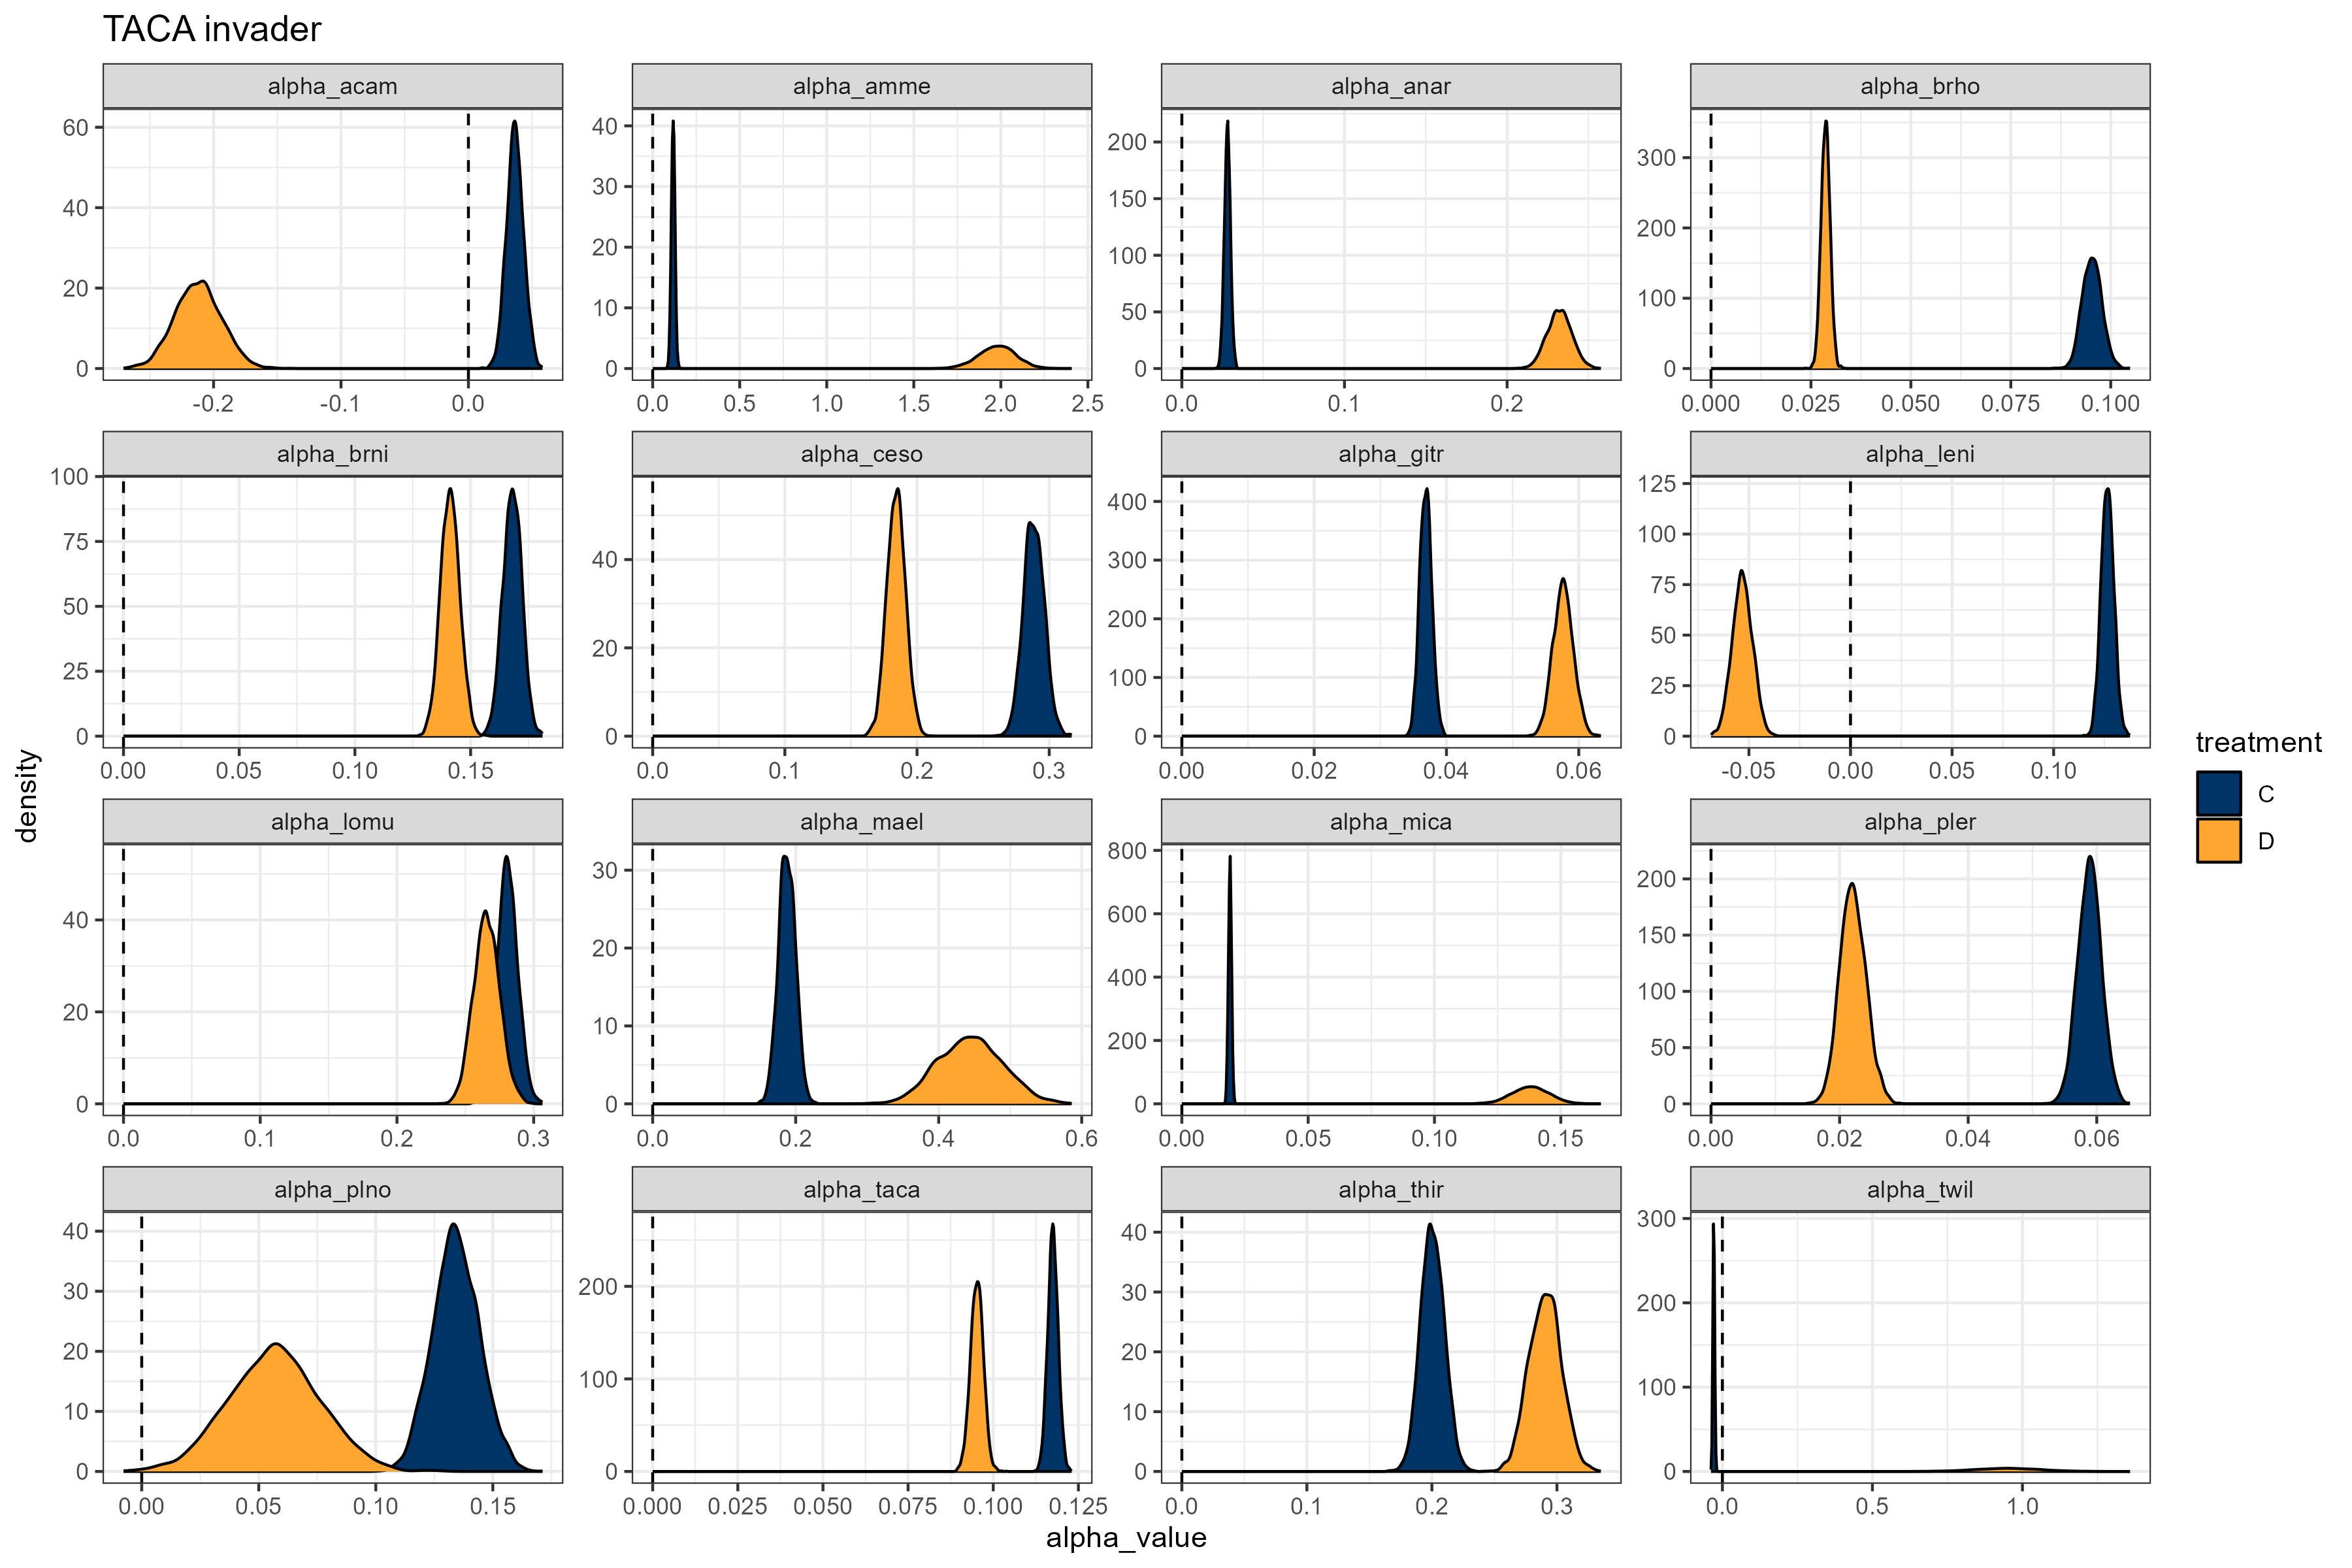 TACA invader
alpha_acam alpha_amme alpha_anar alpha_brho
60 40 20 0
40 30 20 10 0
200 150 100 50 0
300 200 100 0
-0.2 -0.1 0.0
0.0 0.5 1.0 1.5 2.0 2.5
0.0 0.1 0.2
0.000 0.025 0.050 0.075 0.100
alpha_brni alpha_ceso alpha_gitr alpha_leni
100 75 50 25 0
40 20 0
400 300 200 100 0
125 100 75 50 25 0
0.00 0.05 0.10 0.15
0.0 0.1 0.2 0.3
0.00 0.02 0.04 0.06
-0.05 0.00 0.05 0.10
alpha_lomu alpha_mael alpha_mica alpha_pler
40 20 0
30 20 10 0
800 600 400 200 0
200 150 100 50 0
0.0 0.1 0.2 0.3
0.0 0.2 0.4 0.6
0.00 0.05 0.10 0.15
0.00 0.02 0.04 0.06
alpha_plno alpha_taca alpha_thir alpha_twil
40 30 20 10 0
200 100 0
40 30 20 10 0
300 200 100 0
0.00 0.05 0.10 0.15
0.000 0.025 0.050 0.075 0.100 0.125
0.0 0.1 0.2 0.3
0.0 0.5 1.0
density
alpha_value
treatment
C
D